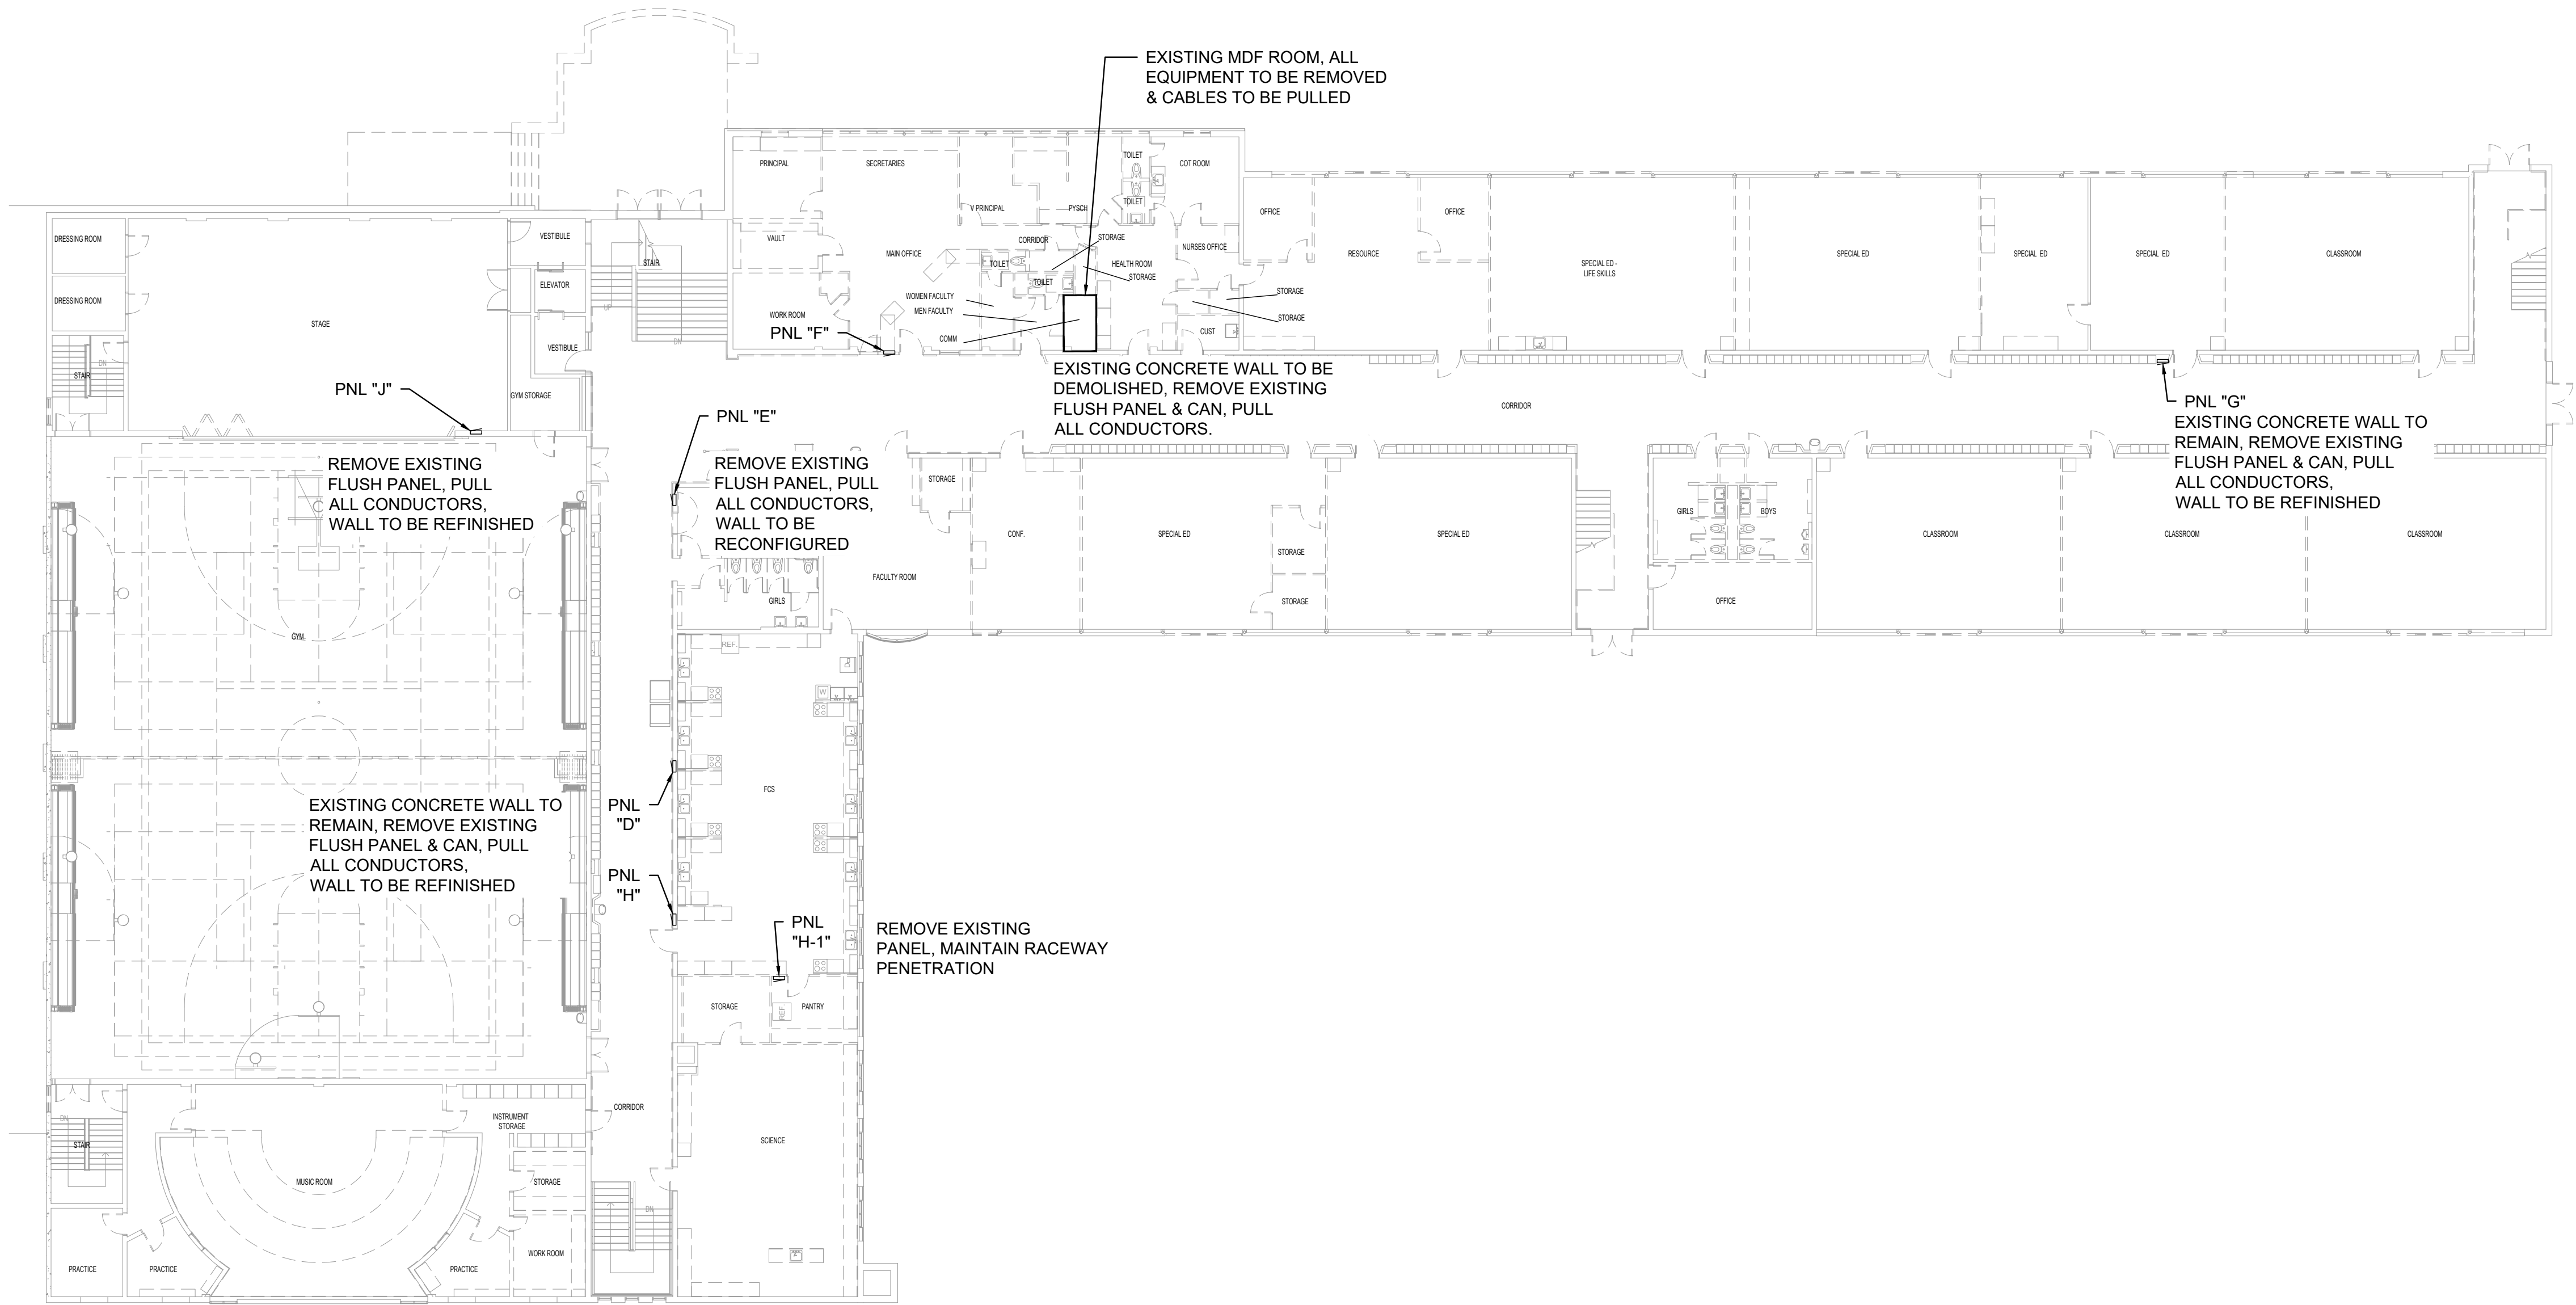 EXISTING MDF ROOM, ALL
EQUIPMENT TO BE REMOVED
& CABLES TO BE PULLED
PRINCIPAL
SECRETARIES
TOILET
COT ROOM
TOILET
V PRINCIPAL
PYSCH
OFFICE
OFFICE
DRESSING ROOM
VESTIBULE
VAULT
CORRIDOR
STORAGE
NURSES OFFICE
MAIN OFFICE
RESOURCE
SPECIAL ED -
LIFE SKILLS
SPECIAL ED
SPECIAL ED
SPECIAL ED
CLASSROOM
STAIR
TOILET
HEALTH ROOM
STORAGE
ELEVATOR
TOILET
DRESSING ROOM
WOMEN FACULTY
MEN FACULTY
STORAGE
STORAGE
UP
STAGE
WORK ROOM
PNL "F"
COMM
CUST
DN
VESTIBULE
DN
STAIR
PNL "J"
GYM STORAGE
EXISTING CONCRETE WALL TO BE
DEMOLISHED, REMOVE EXISTING
FLUSH PANEL & CAN, PULL
ALL CONDUCTORS.
CORRIDOR
PNL "G"
EXISTING CONCRETE WALL TO
REMAIN, REMOVE EXISTING
FLUSH PANEL & CAN, PULL
ALL CONDUCTORS,
WALL TO BE REFINISHED
PNL "E"
REMOVE EXISTING
FLUSH PANEL, PULL
ALL CONDUCTORS,
WALL TO BE REFINISHED
REMOVE EXISTING
FLUSH PANEL, PULL
ALL CONDUCTORS,
WALL TO BE
RECONFIGURED
STORAGE
CONF.
SPECIAL ED
STORAGE
SPECIAL ED
GIRLS
BOYS
CLASSROOM
CLASSROOM
CLASSROOM
FACULTY ROOM
GIRLS
STORAGE
OFFICE
GYM
REF.
W
D
FCS
EXISTING CONCRETE WALL TO
REMAIN, REMOVE EXISTING
FLUSH PANEL & CAN, PULL
ALL CONDUCTORS,
WALL TO BE REFINISHED
PNL
"D"
PNL
"H"
PNL
"H-1"
REMOVE EXISTING
PANEL, MAINTAIN RACEWAY
PENETRATION
STORAGE
REF.
PANTRY
DN
INSTRUMENT
STORAGE
CORRIDOR
STAIR
SCIENCE
MUSIC ROOM
STORAGE
DN
WORK ROOM
PRACTICE
PRACTICE
PRACTICE